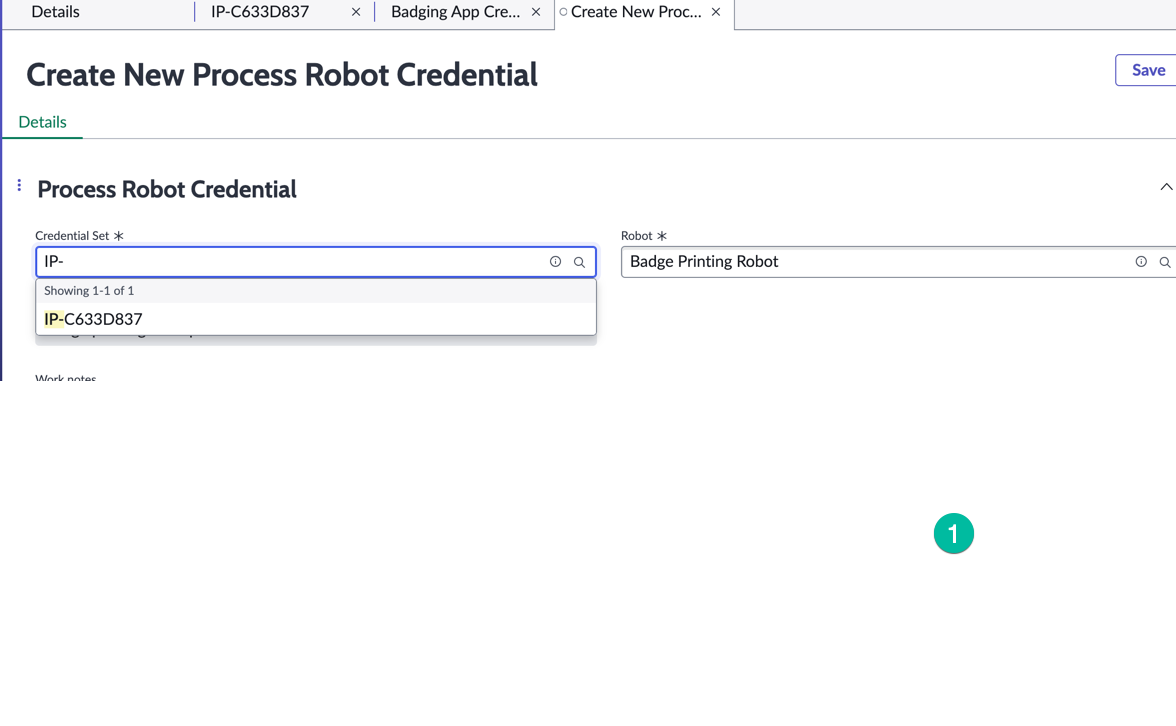 Details IP-C633D837 Badging App Cre... Create New Proc...
Create New Process Robot Credential Save
Details
Process Robot Credential
Credential Set * Robot *
IP- Badge Printing Robot
Showing 1-1 of 1
IP-C633D837
Work notes
1